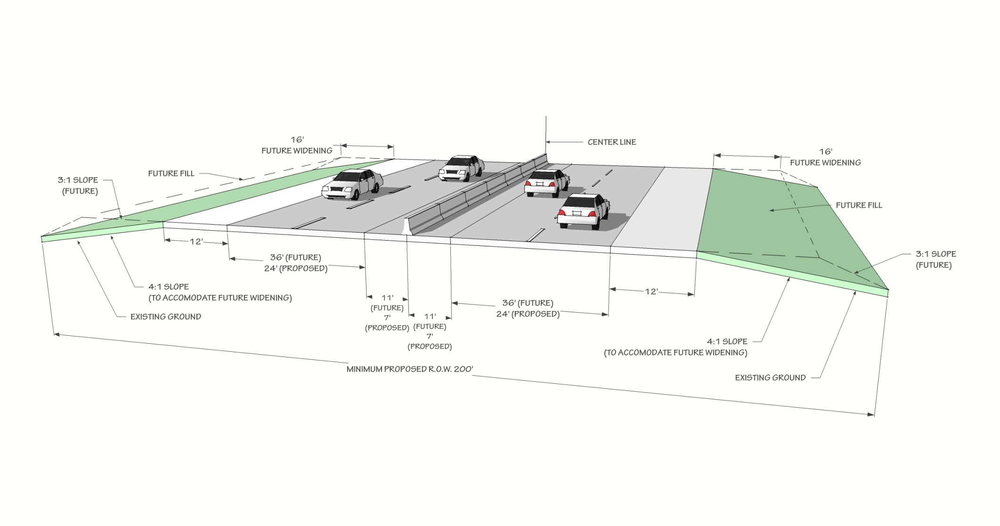 16'
FUTURE WIDENING
CENTER LINE
16'
FUTURE WIDENING
FUTURE FILL
3:1 SLOPE
(FUTURE)
FUTURE FILL
12'
36' (FUTURE)
24' (PROPOSED)
3:1 SLOPE
(FUTURE)
4:1 SLOPE
(TO ACCOMODATE FUTURE WIDENING)
EXISTING GROUND
11'
(FUTURE)
7'
(PROPOSED)
11'
(FUTURE)
7'
(PROPOSED)
36' (FUTURE)
24' (PROPOSED)
12'
4:1 SLOPE
(TO ACCOMODATE FUTURE WIDENING)
EXISTING GROUND
MINIMUM PROPOSED R.O.W. 200'